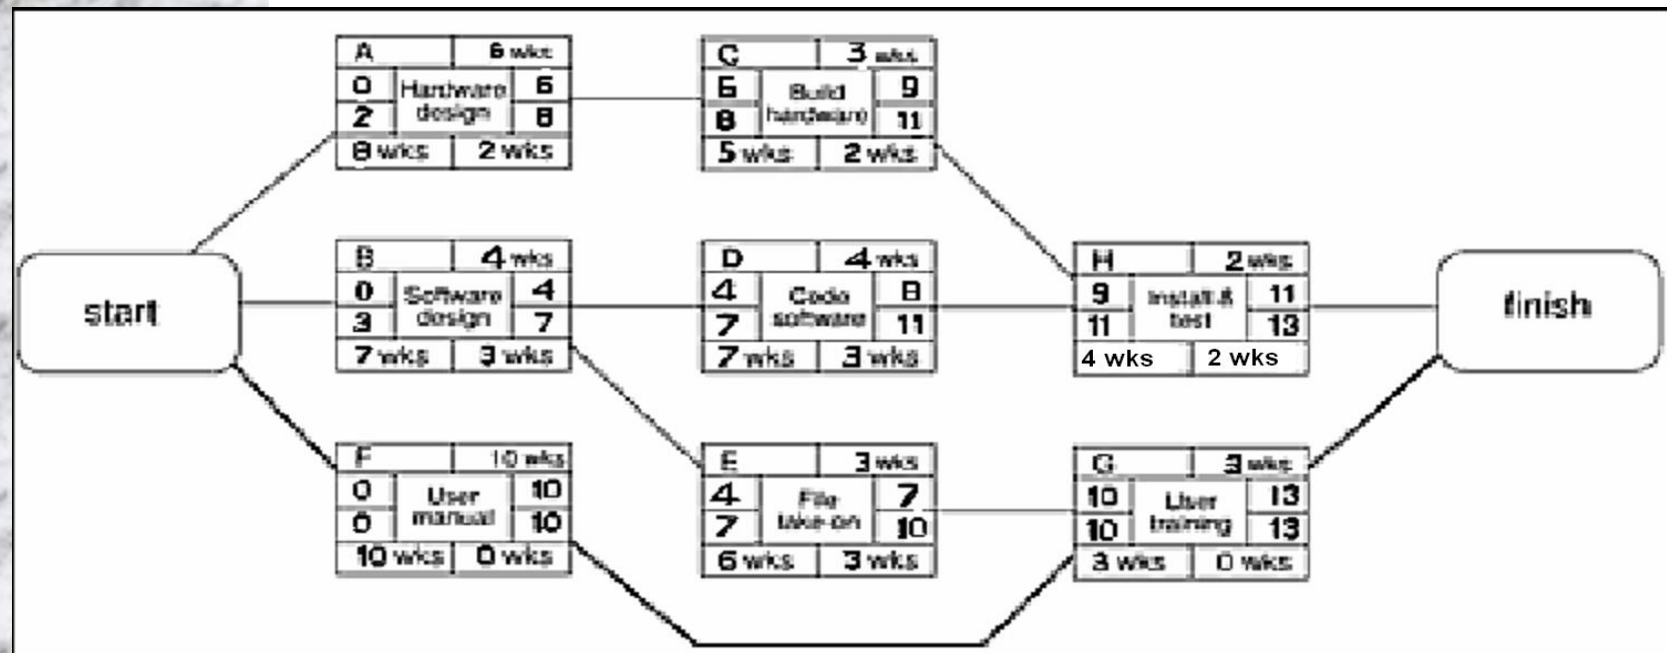 A 6 wks
0 Hardware 6
2 design 8
8 wks 2 wks
C 3 wks
6 Build 9
8 hardware 11
5 wks 2 wks
start
B 4 wks
0 Software 4
3 design 7
7 wks 3 wks
D 4 wks
4 Code 8
7 software 11
7 wks 3 wks
H 2 wks
9 Install & 11
11 test 13
4 wks 2 wks
finish
F 10 wks
0 User 10
0 manual 10
10 wks 0 wks
E 3 wks
4 File 7
7 take-on 10
6 wks 3 wks
G 3 wks
10 User 13
10 training 13
3 wks 0 wks